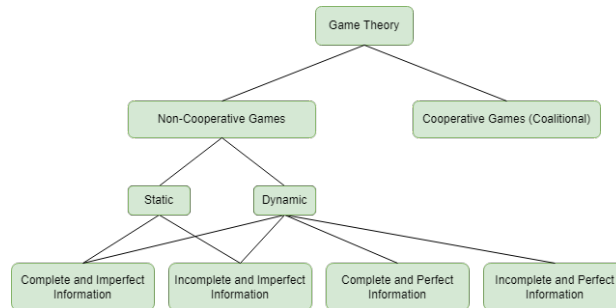 Game Theory
Non-Cooperative Games
Cooperative Games (Coalitional)
Static
Dynamic
Complete and Imperfect
Information
Incomplete and Imperfect
Information
Complete and Perfect
Information
Incomplete and Perfect
Information